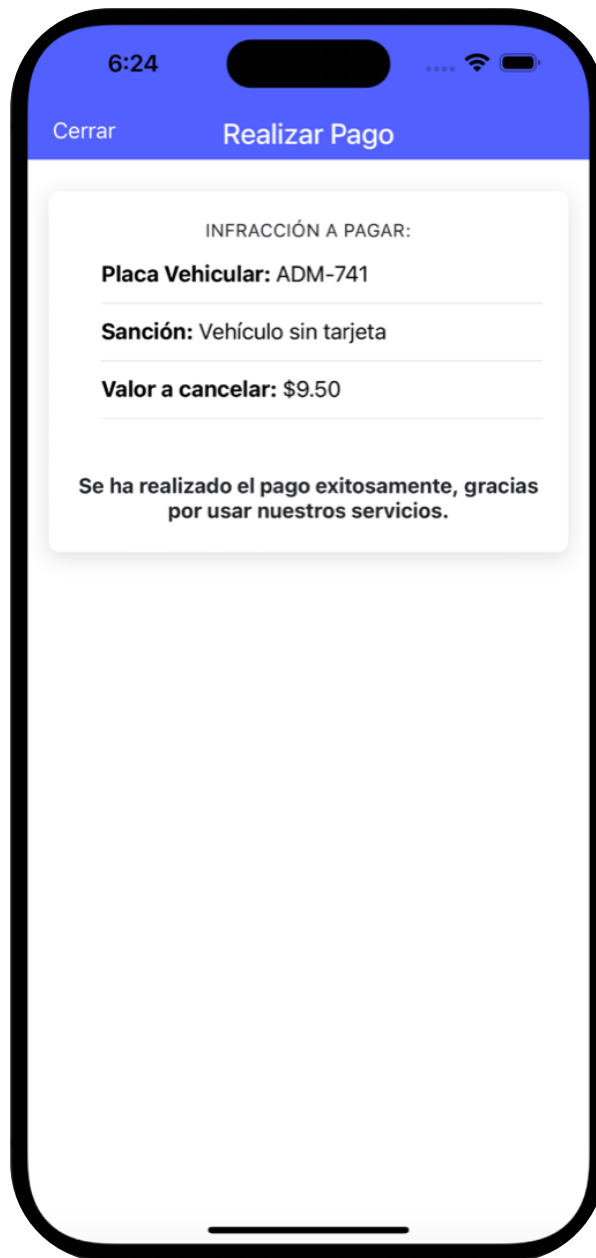 6:24
Cerrar Realizar Pago
INFRACCIÓN A PAGAR:
Placa Vehicular: ADM-741
Sanción: Vehículo sin tarjeta
Valor a cancelar: $9.50
Se ha realizado el pago exitosamente, gracias
por usar nuestros servicios.